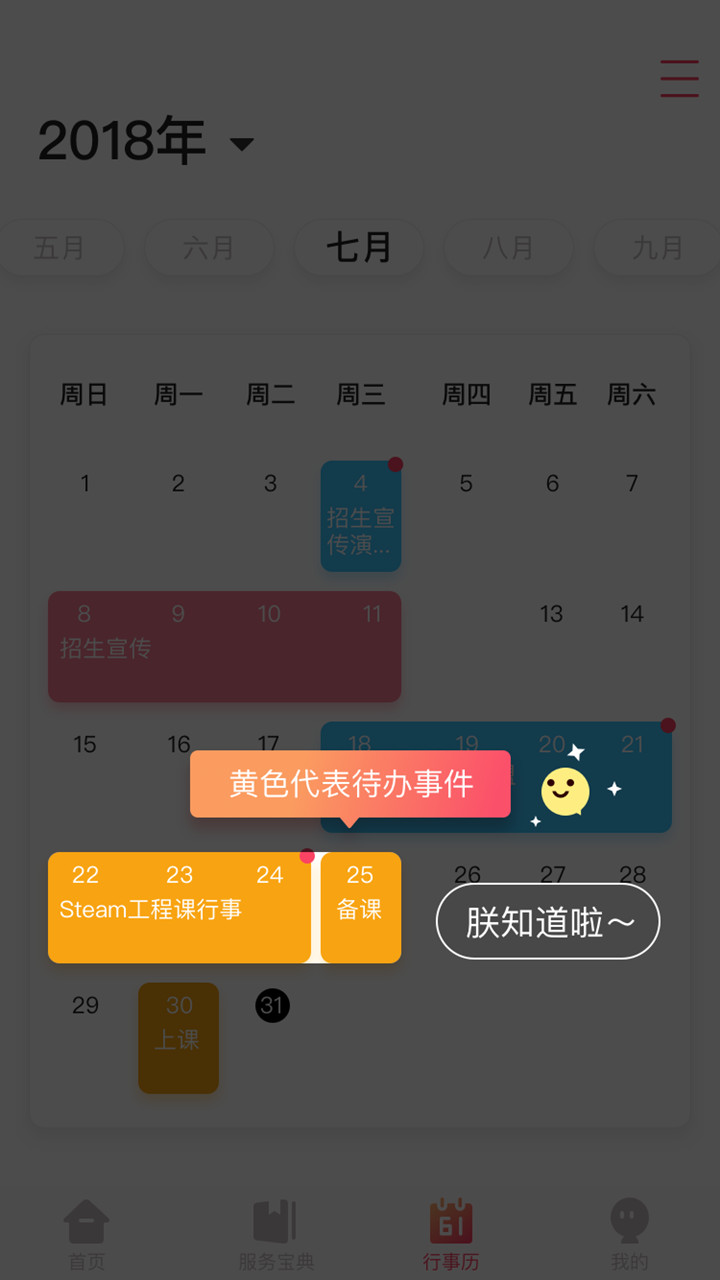 2018年
五月 六月 七月 八月 九月
周日 周一 周二 周三 周四 周五 周六
1 2 3 4 5 6 7
招生宣
传演...
8 9 10 11 13 14
招生宣传
15 16 17 18 19 20 21
黄色代表待办事件
22 23 24 25 26 27 28
Steam工程课行事 备课
朕知道啦～
29 30 31
上课
61
首页 服务宝典 行事历 我的